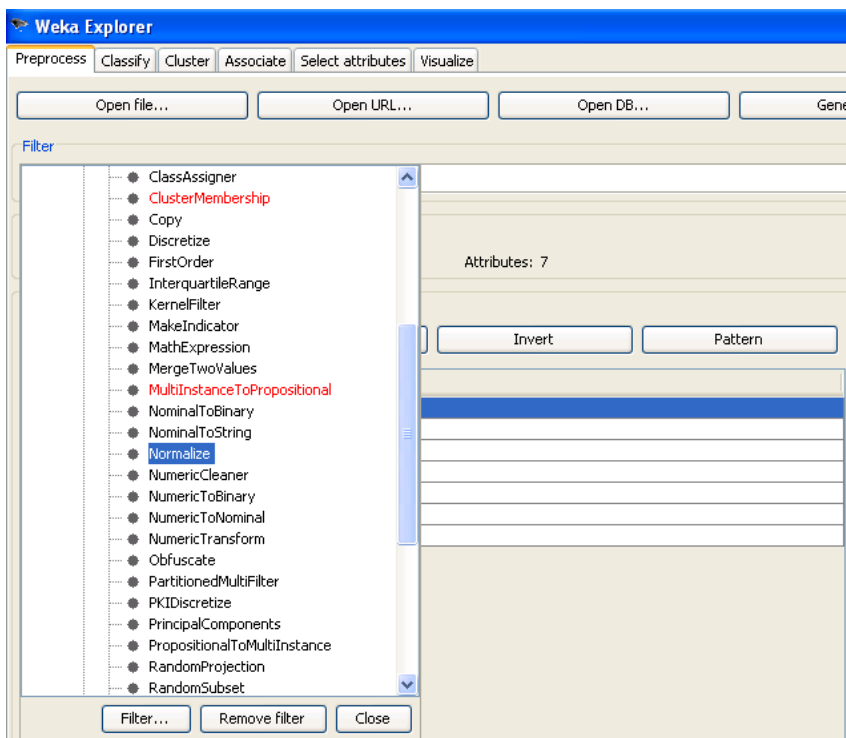 Weka Explorer
Preprocess Classify Cluster Associate Select attributes Visualize
Open file... Open URL... Open DB... Gene
Filter
ClassAssigner
ClusterMembership
Copy
Discretize
FirstOrder
Attributes: 7
InterquartileRange
KernelFilter
MakeIndicator
Invert Pattern
MathExpression
MergeTwoValues
MultiInstanceToPropositional
NominalToBinary
NominalToString
Normalize
NumericCleaner
NumericToBinary
NumericToNominal
NumericTransform
Obfuscate
PartitionedMultiFilter
PKIDiscretize
PrincipalComponents
PropositionalToMultiInstance
RandomProjection
RandomSubset
Filter... Remove filter Close